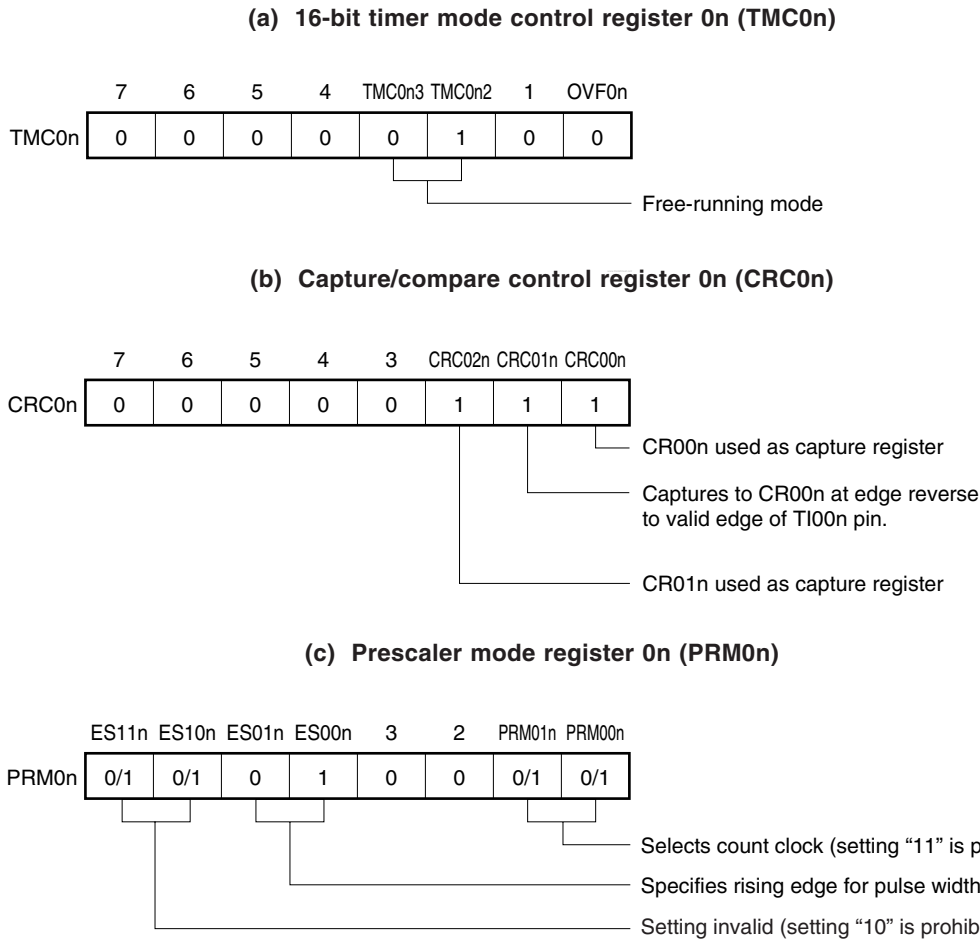 (a) 16-bit timer mode control register 0n (TMC0n)
7 6 5 4 TMC0n3 TMC0n2 1 OVF0n
TMC0n 0 0 0 0 0 1 0 0
Free-running mode
(b) Capture/compare control register 0n (CRC0n)
7 6 5 4 3 CRC02n CRC01n CRC00n
CRC0n 0 0 0 0 0 1 1 1
CR00n used as capture register
Captures to CR00n at edge reverse
to valid edge of TI00n pin.
CR01n used as capture register
(c) Prescaler mode register 0n (PRM0n)
ES11n ES10n ES01n ES00n 3 2 PRM01n PRM00n
PRM0n 0/1 0/1 0 1 0 0 0/1 0/1
Selects count clock (setting “11” is
Specifies rising edge for pulse width
Setting invalid (setting “10” is